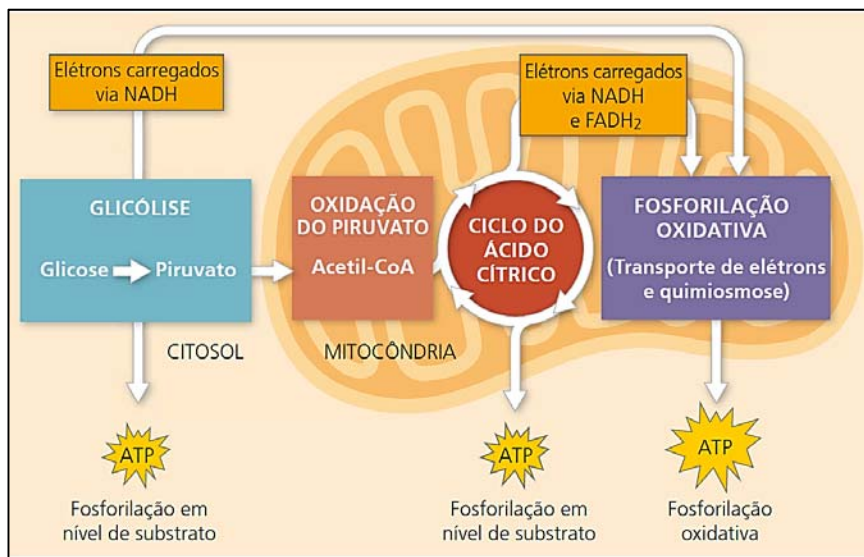 Elétrons carregados
via NADH
Elétrons carregados
via NADH
e FADH₂
GLICÓLISE
Glicose Piruvato
OXIDAÇÃO
DO PIRUVATO
Acetil-CoA
CICLO DO
ÁCIDO
CÍTRICO
FOSFORILAÇÃO
OXIDATIVA
(Transporte de elétrons
e quimiosmose)
CITOSOL
MITOCÔNDRIA
ATP
Fosforilação em
nível de substrato
ATP
Fosforilação em
nível de substrato
ATP
Fosforilação
oxidativa